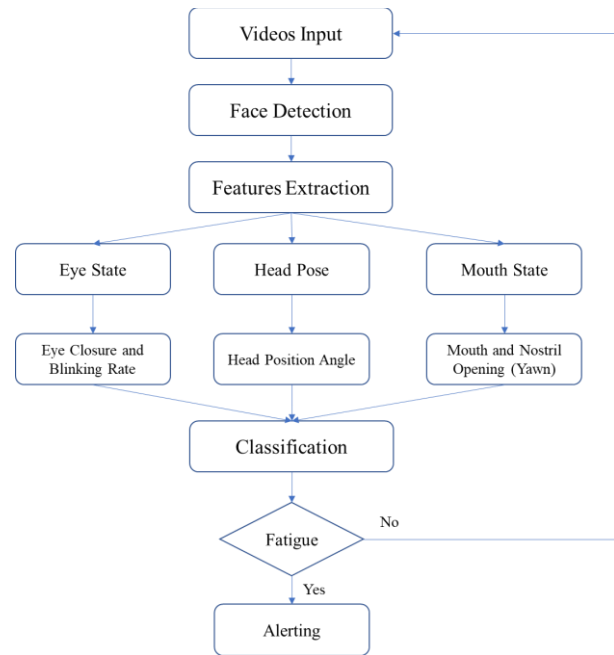 Videos Input
Face Detection
Features Extraction
Eye State
Head Pose
Mouth State
Eye Closure and
Blinking Rate
Head Position Angle
Mouth and Nostril
Opening (Yawn)
Classification
Fatigue
No
Yes
Alerting